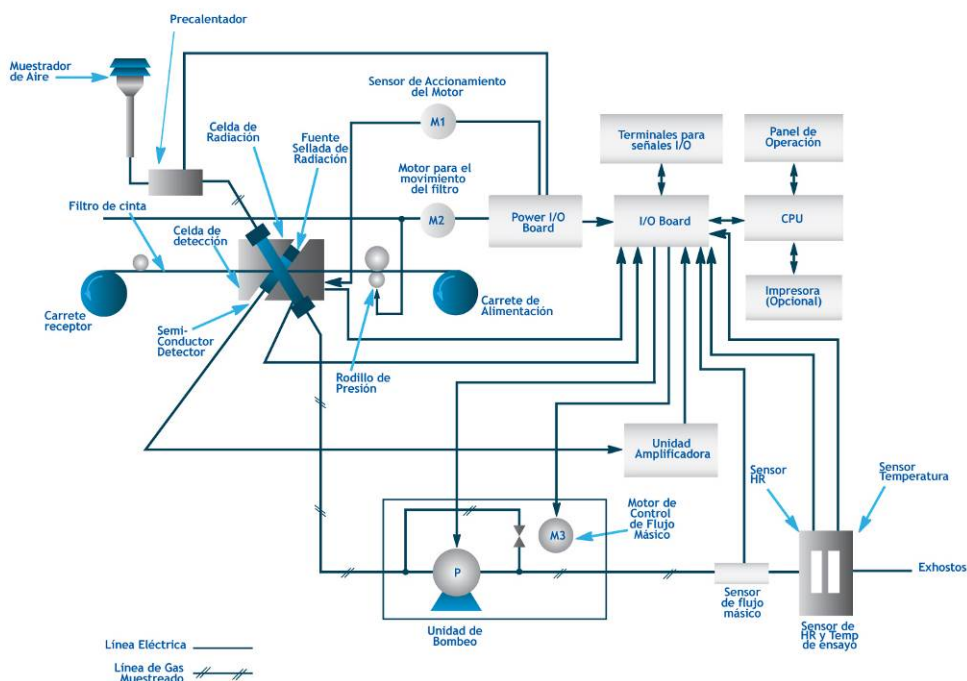 Precalentador
Muestrador
de Aire
Sensor de Accionamiento
del Motor
M1
Celda de
Radiación
Fuente
Sellada de
Radiación
Motor para el
movimiento
del filtro
M2
Terminales para
señales I/O
Panel de
Operación
Power I/O
Board
I/O Board
CPU
Impresora
(Opcional)
Filtro de cinta
Celda de
detección
Carrete
receptor
Semi-
Conductor
Detector
Rodillo de
Presión
Carrete de
Alimentación
Unidad
Amplificadora
Sensor
HR
Sensor
Temperatura
Motor de
Control
de Flujo
Másico
M3
P
Unidad de
Bombeo
Sensor
de flujo
másico
Sensor de
HR y Temp
de ensayo
Exhostos
Línea Eléctrica
Línea de Gas
Muestreado